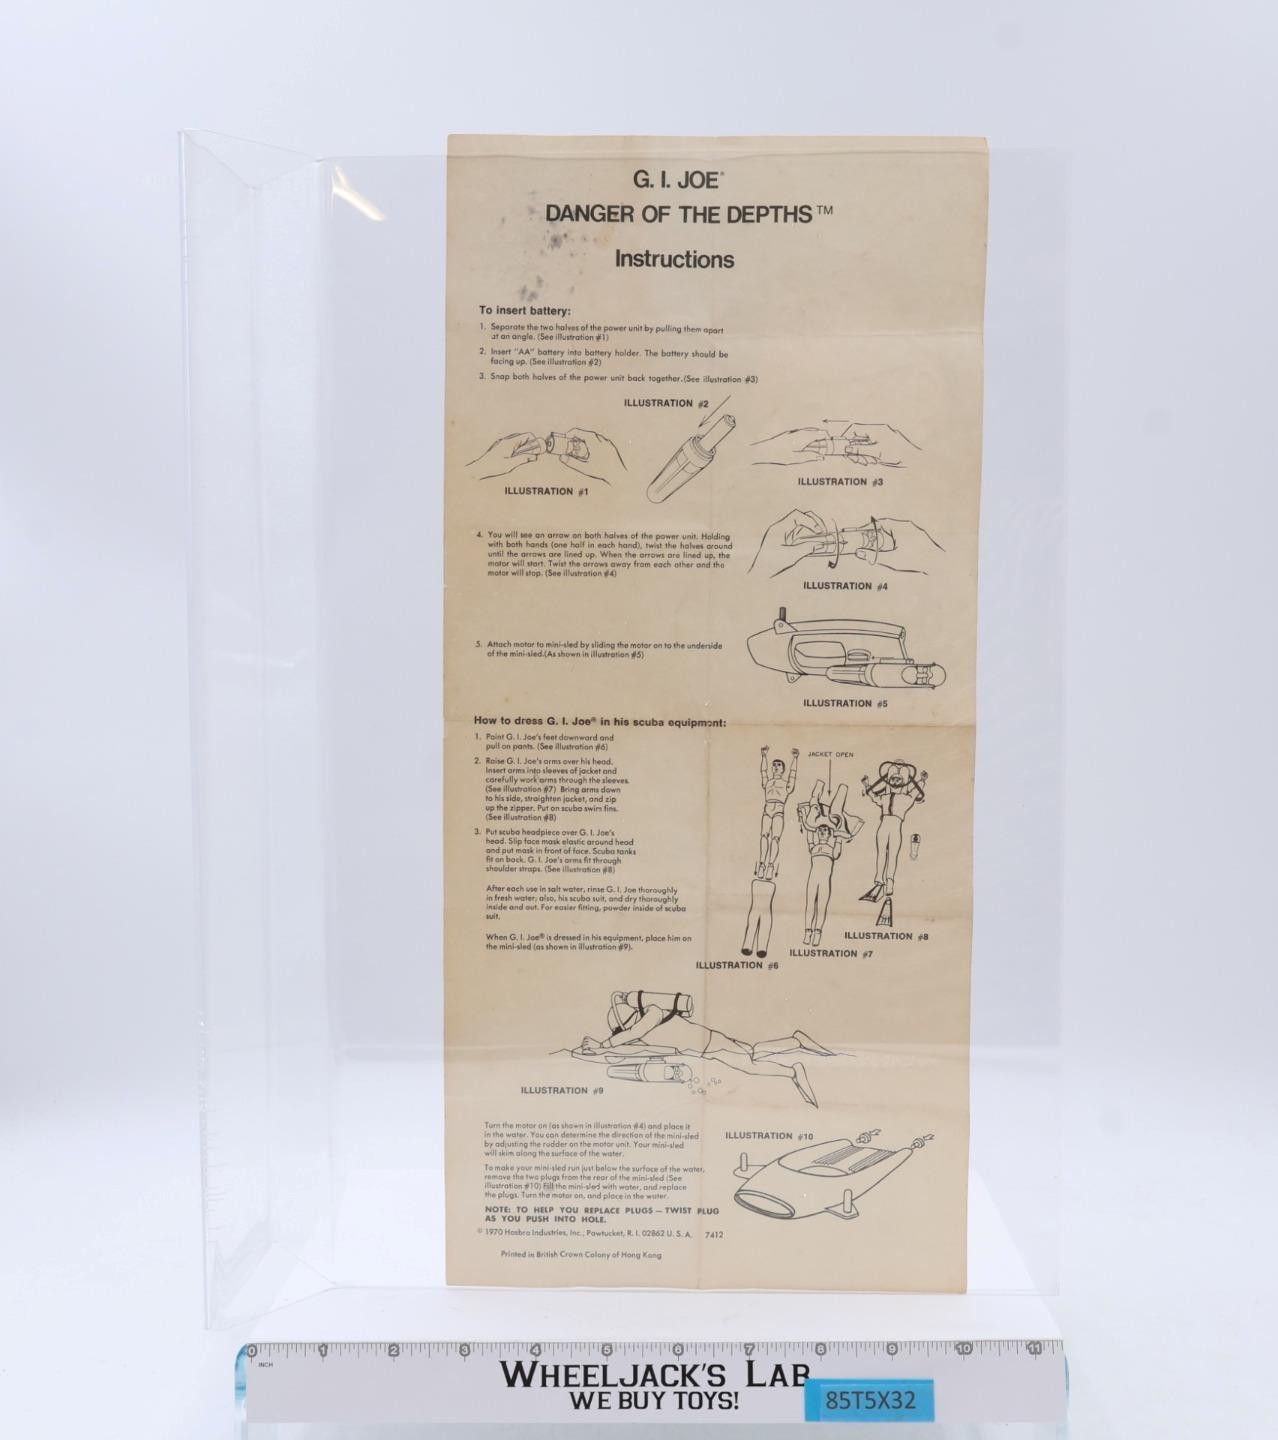 G. I. JOE®
DANGER OF THE DEPTHS™
Instructions
To insert battery:
1. Separate the two halves of the power unit by pulling them apart
at an angle. (See illustration #1)
2. Insert "AA" battery into battery holder. The battery should be
facing up. (See illustration #2)
3. Snap both halves of the power unit back together.(See illustration #3)
ILLUSTRATION #2
ILLUSTRATION #1
ILLUSTRATION #3
4. You will see an arrow on both halves of the power unit. Holding
with both hands (one half in each hand), twist the halves around
until the arrows are lined up. When the arrows are lined up, the
motor will start. Twist the arrows away from each other and the
motor will stop. (See illustration #4)
ILLUSTRATION #4
5. Attach motor to mini-sled by sliding the motor on to the underside
of the mini-sled.(As shown in illustration #5)
ILLUSTRATION #5
How to dress G. I. Joe® in his scuba equipment:
1. Point G. I. Joe's feet downward and
pull on pants. (See illustration #6)
2. Raise G. I. Joe's arms over his head.
Insert arms into sleeves of jacket and
carefully work arms through the sleeves.
(See illustration #7) Bring arms down
to his side, straighten jacket, and zip
up the zipper. Put on scuba swim fins.
(See illustration #8)
3. Put scuba headpiece over G. I. Joe's
head. Slip face mask elastic around head
and put mask in front of face. Scuba tanks
fit on back. G. I. Joe's arms fit through
shoulder straps. (See illustration #8)
After each use in salt water, rinse G. I. Joe thoroughly
in fresh water; also, his scuba suit, and dry thoroughly
inside and out. For easier fitting, powder inside of scuba
suit.
When G. I. Joe® is dressed in his equipment, place him on
the mini-sled (as shown in illustration #9).
JACKET OPEN
ILLUSTRATION #8
ILLUSTRATION #7
ILLUSTRATION #6
ILLUSTRATION #9
Turn the motor on (as shown in illustration #4) and place it
in the water. You can determine the direction of the mini-sled
by adjusting the rudder on the motor unit. Your mini-sled
will skim along the surface of the water.
To make your mini-sled run just below the surface of the water,
remove the two plugs from the rear of the mini-sled (See
illustration #10) Fill the mini-sled with water, and replace
the plugs. Turn the motor on, and place in the water.
NOTE: TO HELP YOU REPLACE PLUGS — TWIST PLUG
AS YOU PUSH INTO HOLE.
ILLUSTRATION #10
© 1970 Hasbro Industries, Inc., Pawtucket, R. I. 02862 U. S. A. 7412
Printed in British Crown Colony of Hong Kong
0 1 2 3 4 5 6 7 8 9 10 11
INCH
WHEELJACK'S LAB
WE BUY TOYS!
85T5X32